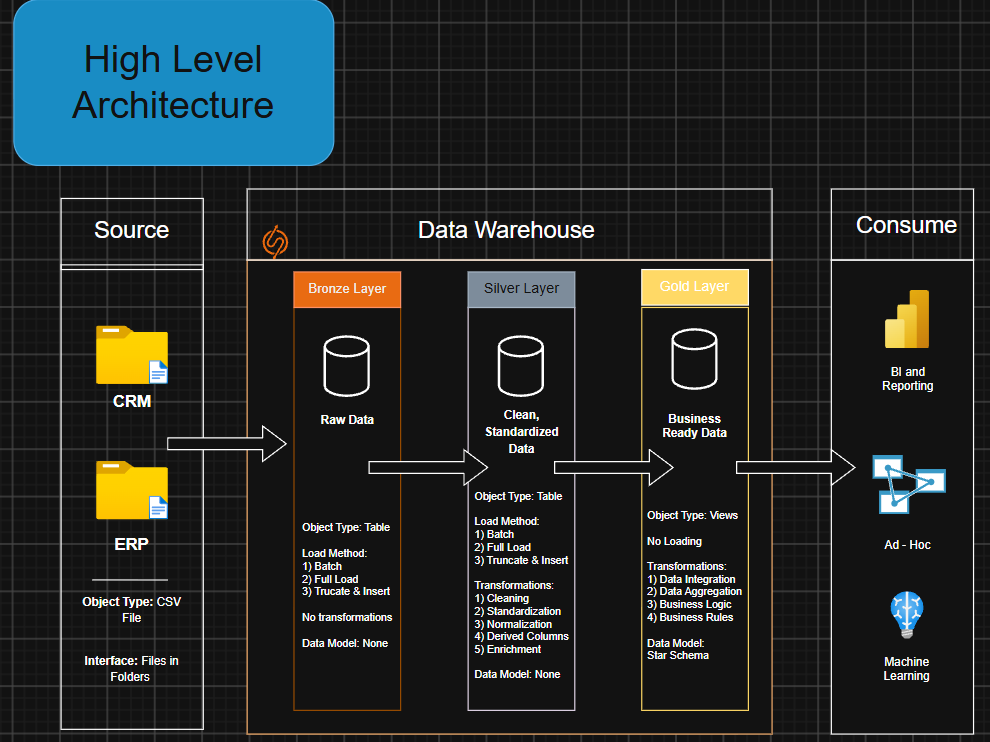 High Level
Architecture
Source
CRM
ERP
Object Type: CSV
File
Interface: Files in
Folders
Data Warehouse
Bronze Layer
Raw Data
Object Type: Table
Load Method:
1) Batch
2) Full Load
3) Trucate & Insert
No transformations
Data Model: None
Silver Layer
Clean,
Standardized
Data
Object Type: Table
Load Method:
1) Batch
2) Full Load
3) Truncate & Insert
Transformations:
1) Cleaning
2) Standardization
3) Normalization
4) Derived Columns
5) Enrichment
Data Model: None
Gold Layer
Business
Ready Data
Object Type: Views
No Loading
Transformations:
1) Data Integration
2) Data Aggregation
3) Business Logic
4) Business Rules
Data Model:
Star Schema
Consume
BI and
Reporting
Ad - Hoc
Machine
Learning